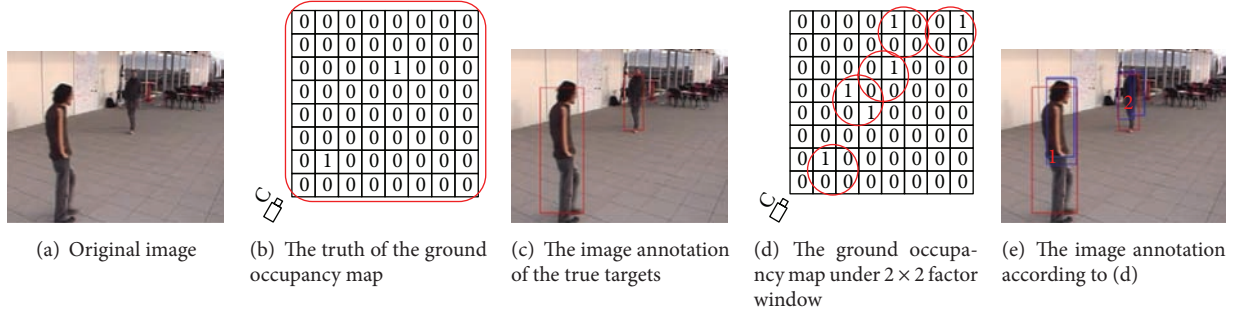 0 0 0 0 0 0 0 0
0 0 0 0 0 0 0 0
0 0 0 0 1 0 0 0
0 0 0 0 0 0 0 0
0 0 0 0 0 0 0 0
0 0 0 0 0 0 0 0
0 1 0 0 0 0 0 0
0 0 0 0 0 0 0 0
C
0 0 0 0 1 0 0 1
0 0 0 0 0 0 0 0
0 0 0 0 1 0 0 0
0 0 1 0 0 0 0 0
0 0 0 1 0 0 0 0
0 0 0 0 0 0 0 0
0 1 0 0 0 0 0 0
0 0 0 0 0 0 0 0
C
2
1
(a) Original image
(b) The truth of the ground
occupancy map
(c) The image annotation
of the true targets
(d) The ground occupa-
ncy map under 2 × 2 factor
window
(e) The image annotation
according to (d)